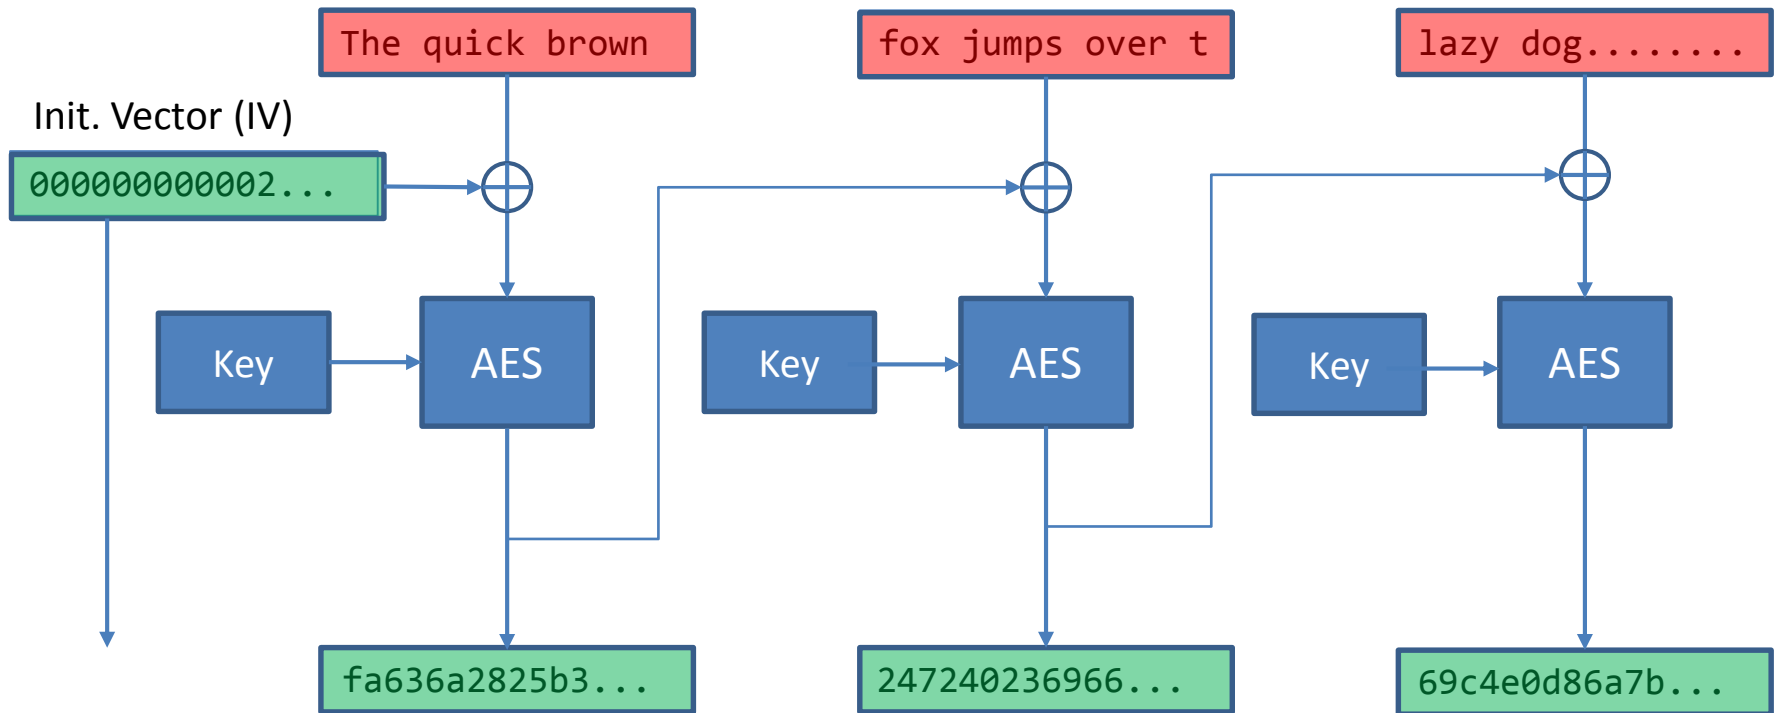 The quick brown
fox jumps over t
lazy dog........
Init. Vector (IV)
000000000002...
Key
AES
Key
AES
Key
AES
fa636a2825b3...
247240236966...
69c4e0d86a7b...